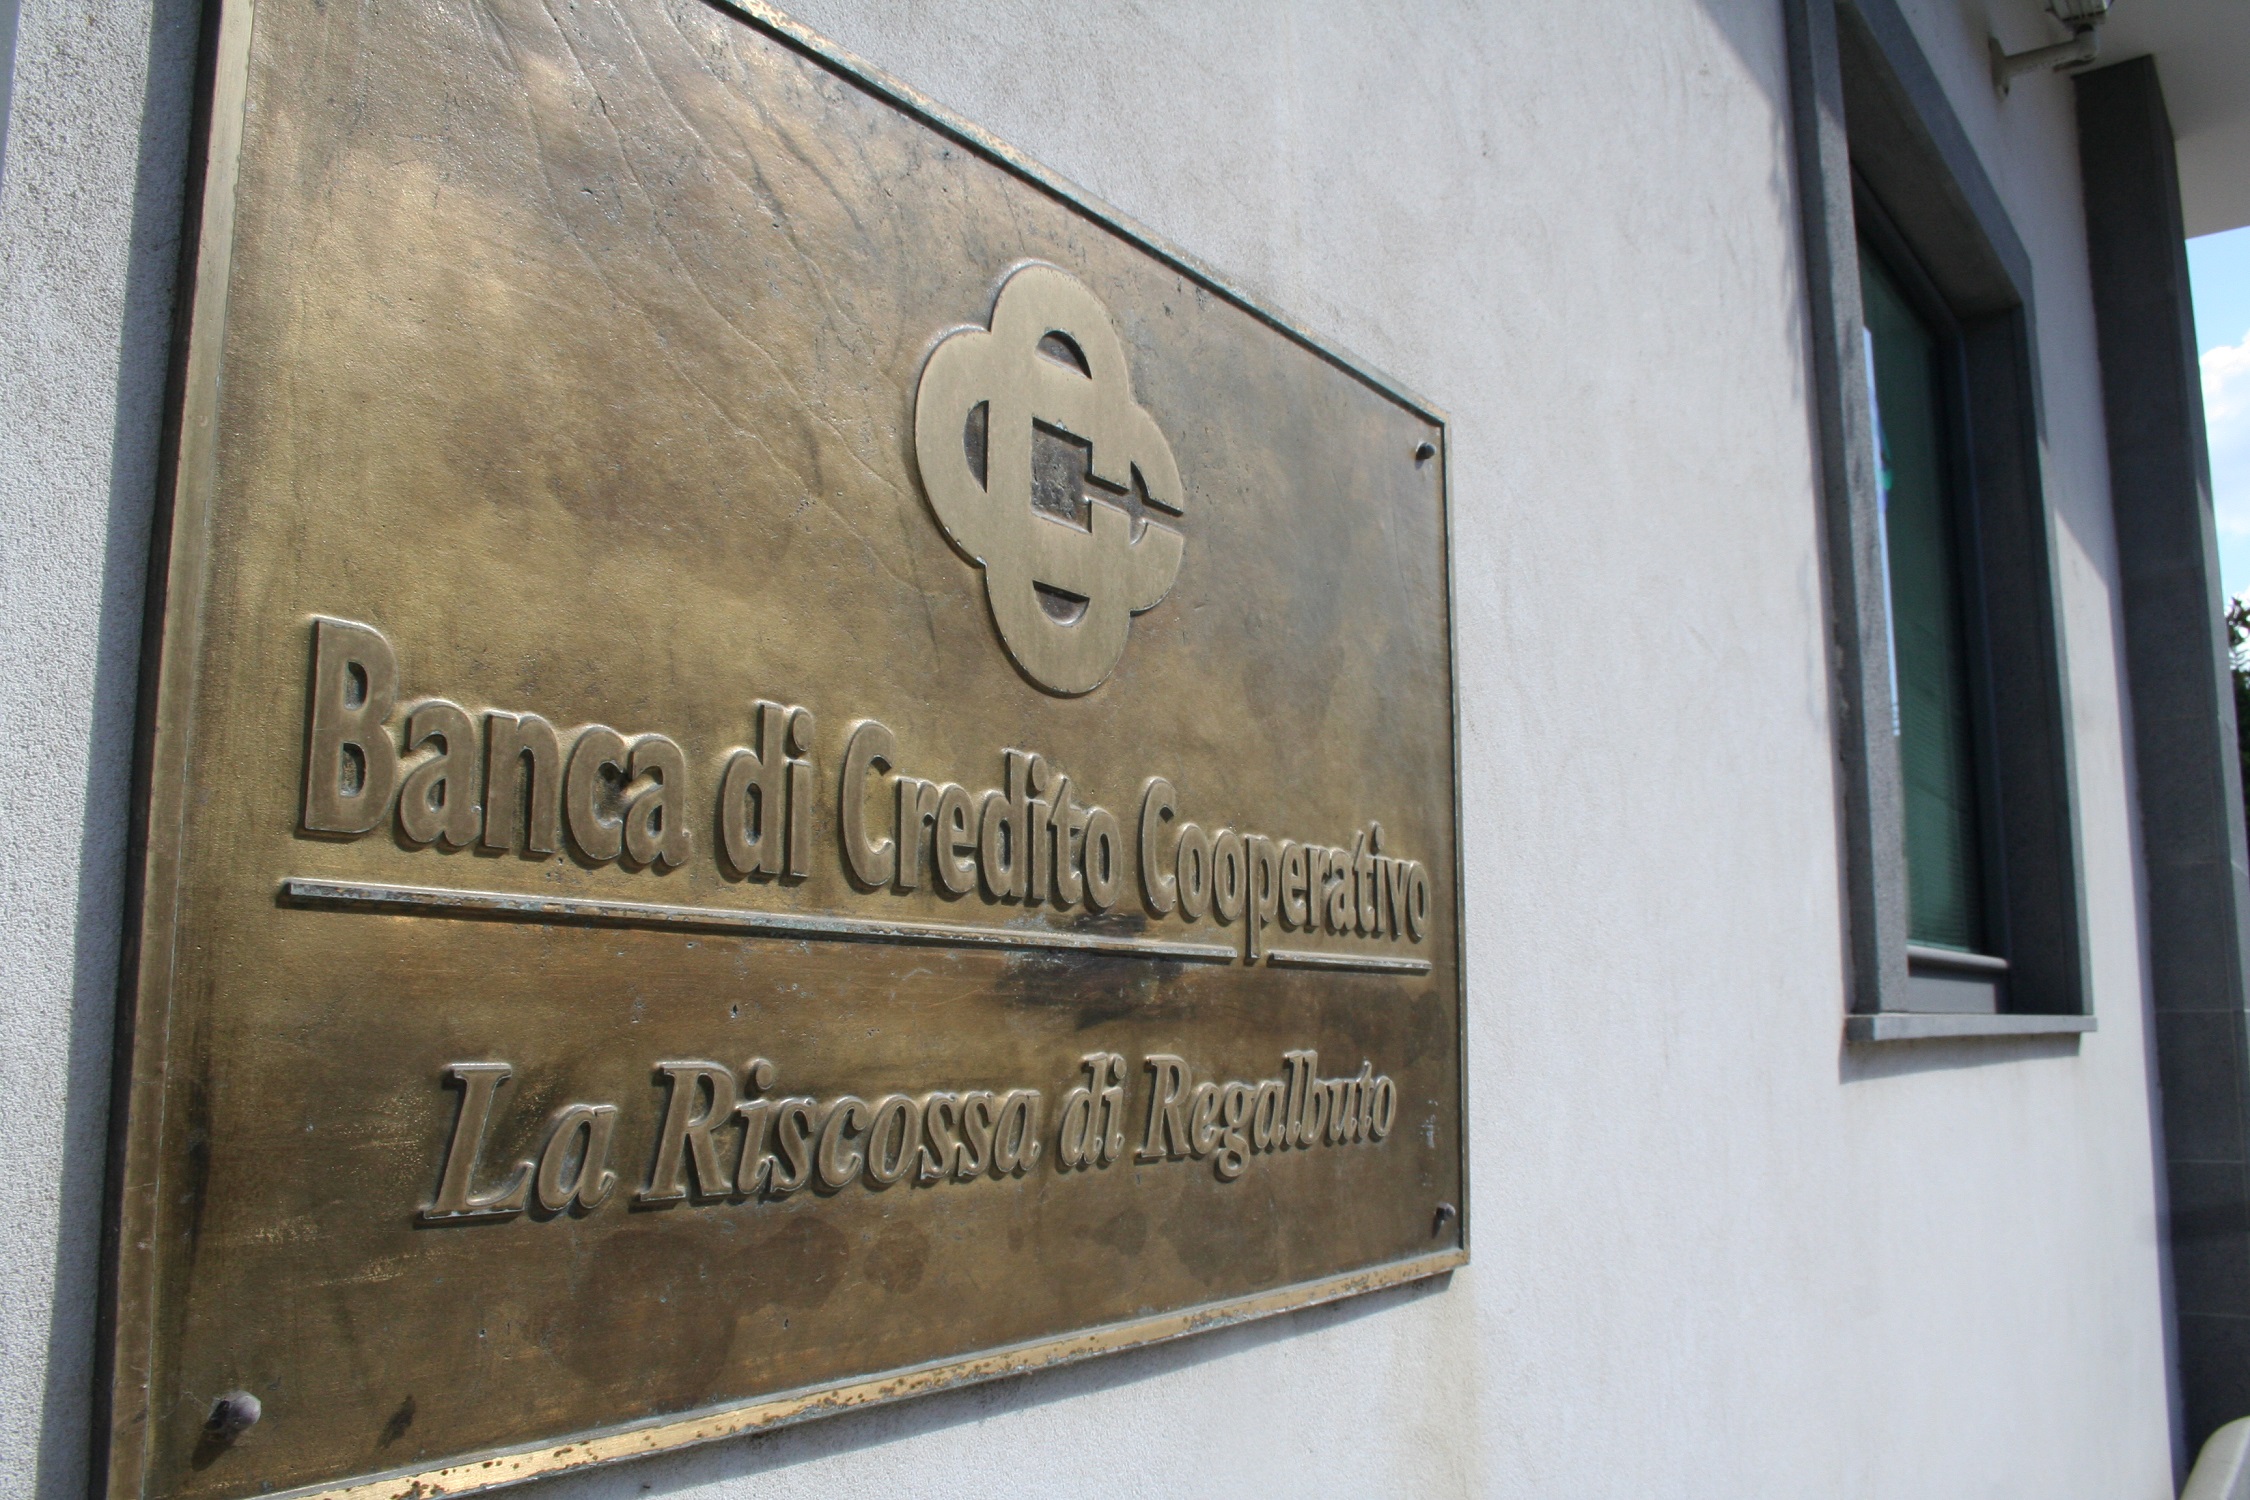 Banca di Credito Cooperativo
La Riscossa di Regalbuto